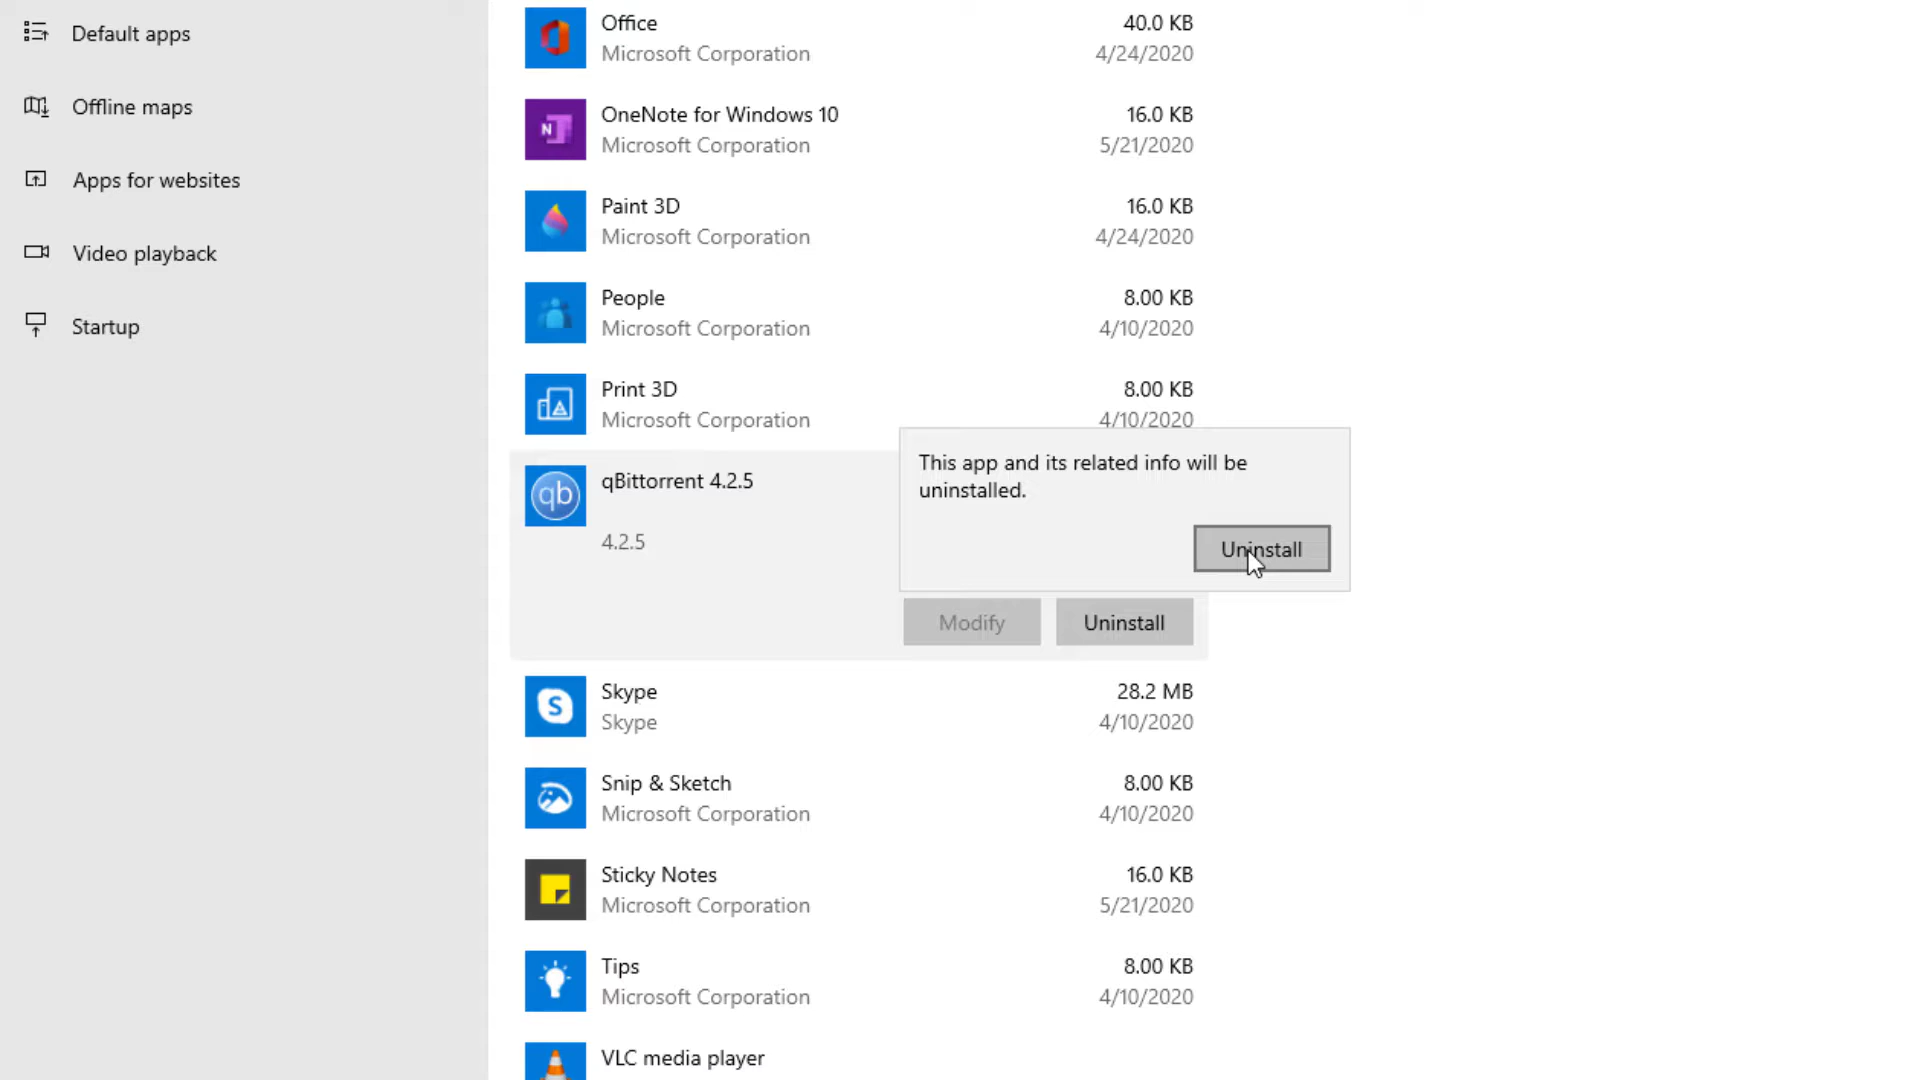 Default apps
Offline maps
Apps for websites
Video playback
Startup
Office
40.0 KB
Microsoft Corporation
4/24/2020
N
OneNote for Windows 10
16.0 KB
Microsoft Corporation
5/21/2020
Paint 3D
16.0 KB
Microsoft Corporation
4/24/2020
People
8.00 KB
Microsoft Corporation
4/10/2020
Print 3D
8.00 KB
Microsoft Corporation
4/10/2020
qb
qBittorrent 4.2.5
4.2.5
This app and its related info will be
uninstalled.
Uninstall
Modify
Uninstall
S
Skype
28.2 MB
Skype
4/10/2020
Snip & Sketch
8.00 KB
Microsoft Corporation
4/10/2020
Sticky Notes
16.0 KB
Microsoft Corporation
5/21/2020
Tips
8.00 KB
Microsoft Corporation
4/10/2020
VLC media player